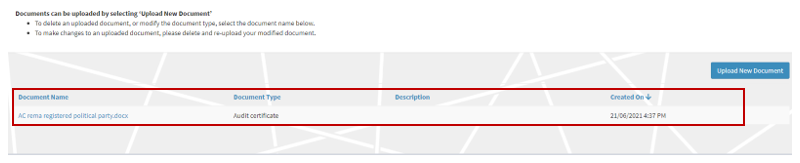 Documents can be uploaded by selecting 'Upload New Document'
• To delete an uploaded document, or modify the document type, select the document name below.
• To make changes to an uploaded document, please delete and re-upload your modified document.
Upload New Document
Document Name Document Type Description Created On ↓
AC rema registered political party.docx Audit certificate 21/06/2021 4:37 PM